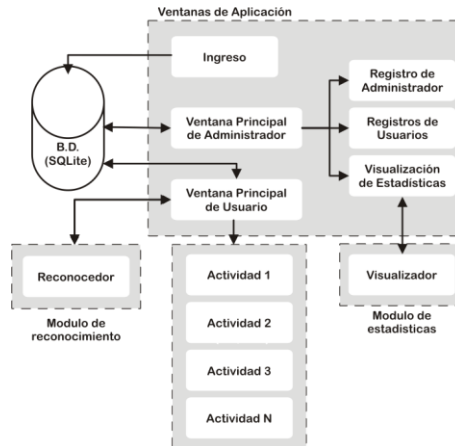 Ventanas de Aplicación
Ingreso
Registro de
Administrador
B.D.
(SQLite)
Ventana Principal
de Administrador
Registros de
Usuarios
Visualización
de Estadísticas
Ventana Principal
de Usuario
Reconocedor
Modulo de
reconocimiento
Actividad 1
Actividad 2
Actividad 3
Actividad N
Visualizador
Modulo de
estadisticas